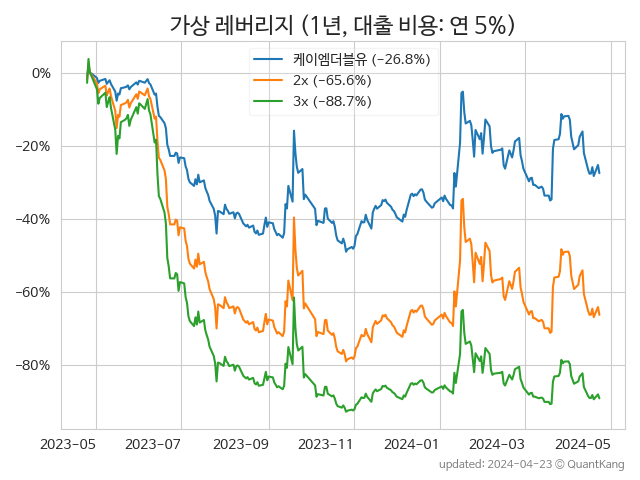 가상 레버리지 (1년, 대출 비용: 연 5%)
케이엠더블유 (−26.8%)
2x (−65.6%)
3x (−88.7%)
0%
−20%
−40%
−60%
−80%
2023−05 2023−07 2023−09 2023−11 2024−01 2024−03 2024−05
updated: 2024−04−23 © QuantKang